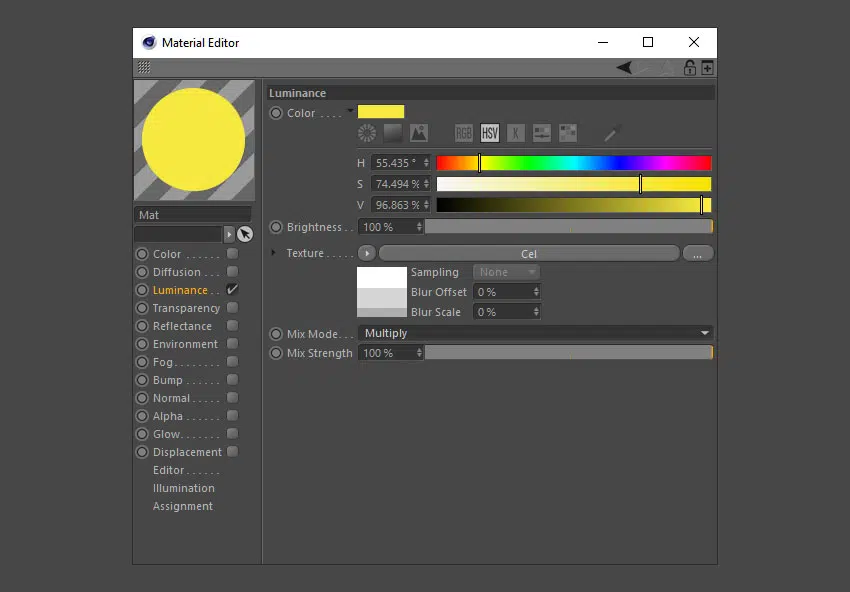 Material Editor
Luminance
Color . . . .
RGB HSV K
H 55.435 °
S 74.494 %
V 96.863 %
Brightness . . 100 %
Texture . . . . . Cel ...
Sampling None
Blur Offset 0 %
Blur Scale 0 %
Mix Mode. . . Multiply
Mix Strength 100 %
Mat
Color . . . . . .
Diffusion . . . .
Luminance . .
Transparency
Reflectance
Environment
Fog . . . . . . .
Bump . . . . . .
Normal . . . . .
Alpha . . . . . .
Glow. . . . . . .
Displacement
Editor . . . . . .
Illumination
Assignment